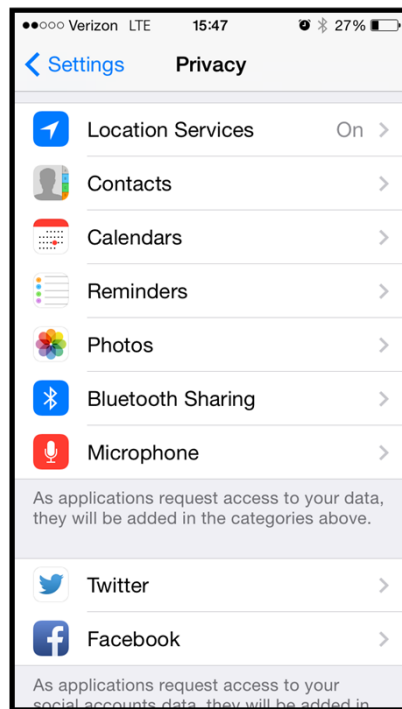 Verizon LTE 15:47 27%
Settings Privacy
Location Services On
Contacts
Calendars
Reminders
Photos
Bluetooth Sharing
Microphone
As applications request access to your data,
they will be added in the categories above.
Twitter
Facebook
As applications request access to your
social accounts data, they will be added in